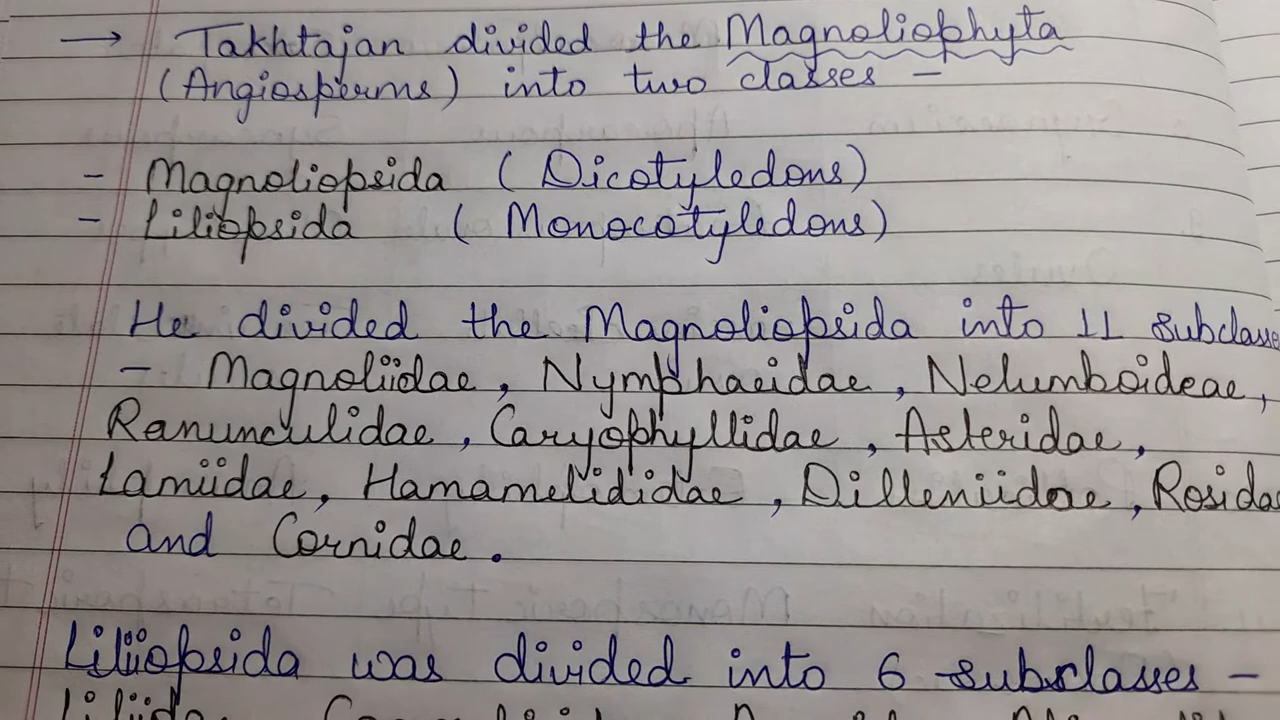 → Takhtajan divided the Magnoliophyta
(Angiosperms) into two classes –
- Magnoliopsida (Dicotyledons)
- Liliopsida (Monocotyledons)
He divided the Magnoliopsida into 11 subclasse
– Magnoliidae, Nymphaeidae, Nelumboideae,
Ranunculidae, Caryophyllidae, Asteridae,
Lamiidae, Hamamelididae, Dilleniidae, Rosidae
and Cornidae.
Liliopsida was divided into 6 subclasses –